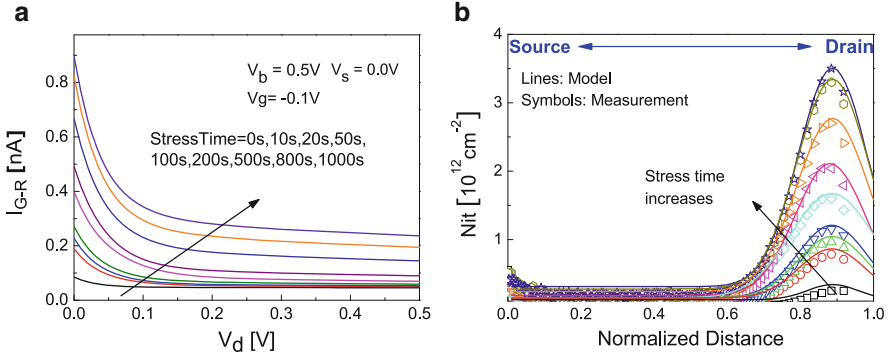 a
I_G-R [nA]
1.0
0.8
0.6
0.4
0.2
0.0
V_b = 0.5V V_s = 0.0V
Vg= -0.1V
StressTime=0s,10s,20s,50s,
100s,200s,500s,800s,1000s
0.0 0.1 0.2 0.3 0.4 0.5
V_d [V]
b
Nit [10^12 cm^-2]
4
3
2
1
0
Source Drain
Lines: Model
Symbols: Measurement
Stress time
increases
0.0 0.2 0.4 0.6 0.8 1.0
Normalized Distance